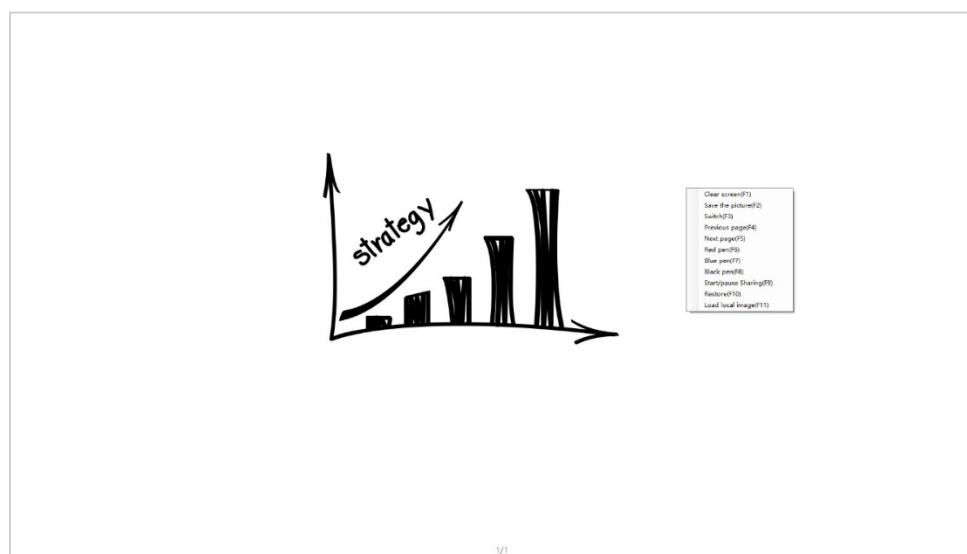 strategy
Clear screen(F1)
Save the picture(F2)
Switch(F3)
Previous page(F4)
Next page(F5)
Red pen(F6)
Blue pen(F7)
Black pen(F8)
Start/pause Sharing(F9)
Restore(F10)
Load local image(F11)
1/1